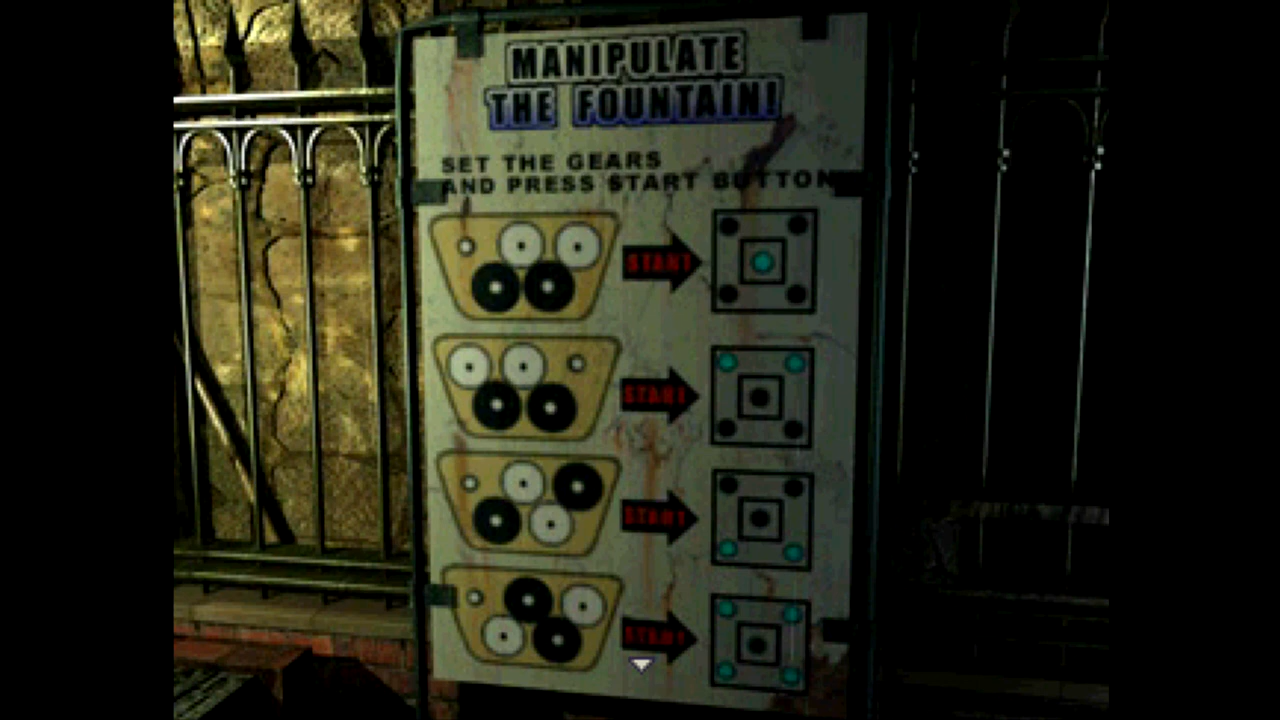 MANIPULATE
THE FOUNTAIN!
SET THE GEARS
AND PRESS START BUTTON
START
START
START
START